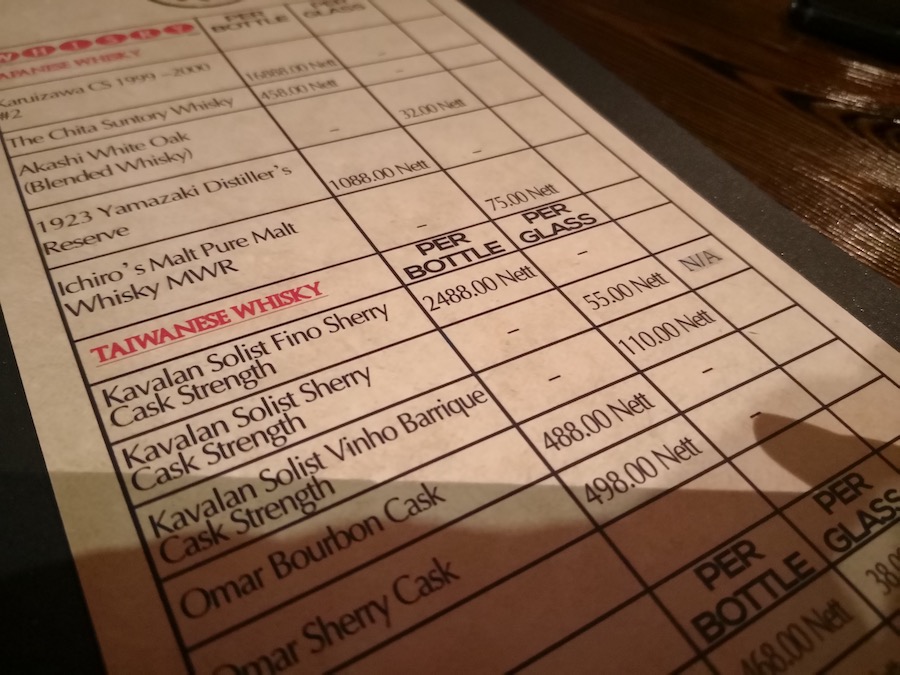 WHISKY PER BOTTLE PER GLASS
APANESE WHISKY
Karuizawa CS 1999 ~2000 16888.00 Nett –
#2
The Chita Suntory Whisky 458.00 Nett –
Akashi White Oak – 32.00 Nett
(Blended Whisky)
1923 Yamazaki Distiller's 1088.00 Nett –
Reserve
Ichiro's Malt Pure Malt – 75.00 Nett
Whisky MWR
TAIWANESE WHISKY PER BOTTLE PER GLASS
Kavalan Solist Fino Sherry 2488.00 Nett –
Cask Strength
Kavalan Solist Sherry – 55.00 Nett N/A
Cask Strength
Kavalan Solist Vinho Barrique – 110.00 Nett
Cask Strength
Omar Bourbon Cask 488.00 Nett –
Omar Sherry Cask 498.00 Nett –
PER BOTTLE PER GLASS
468.00 Nett